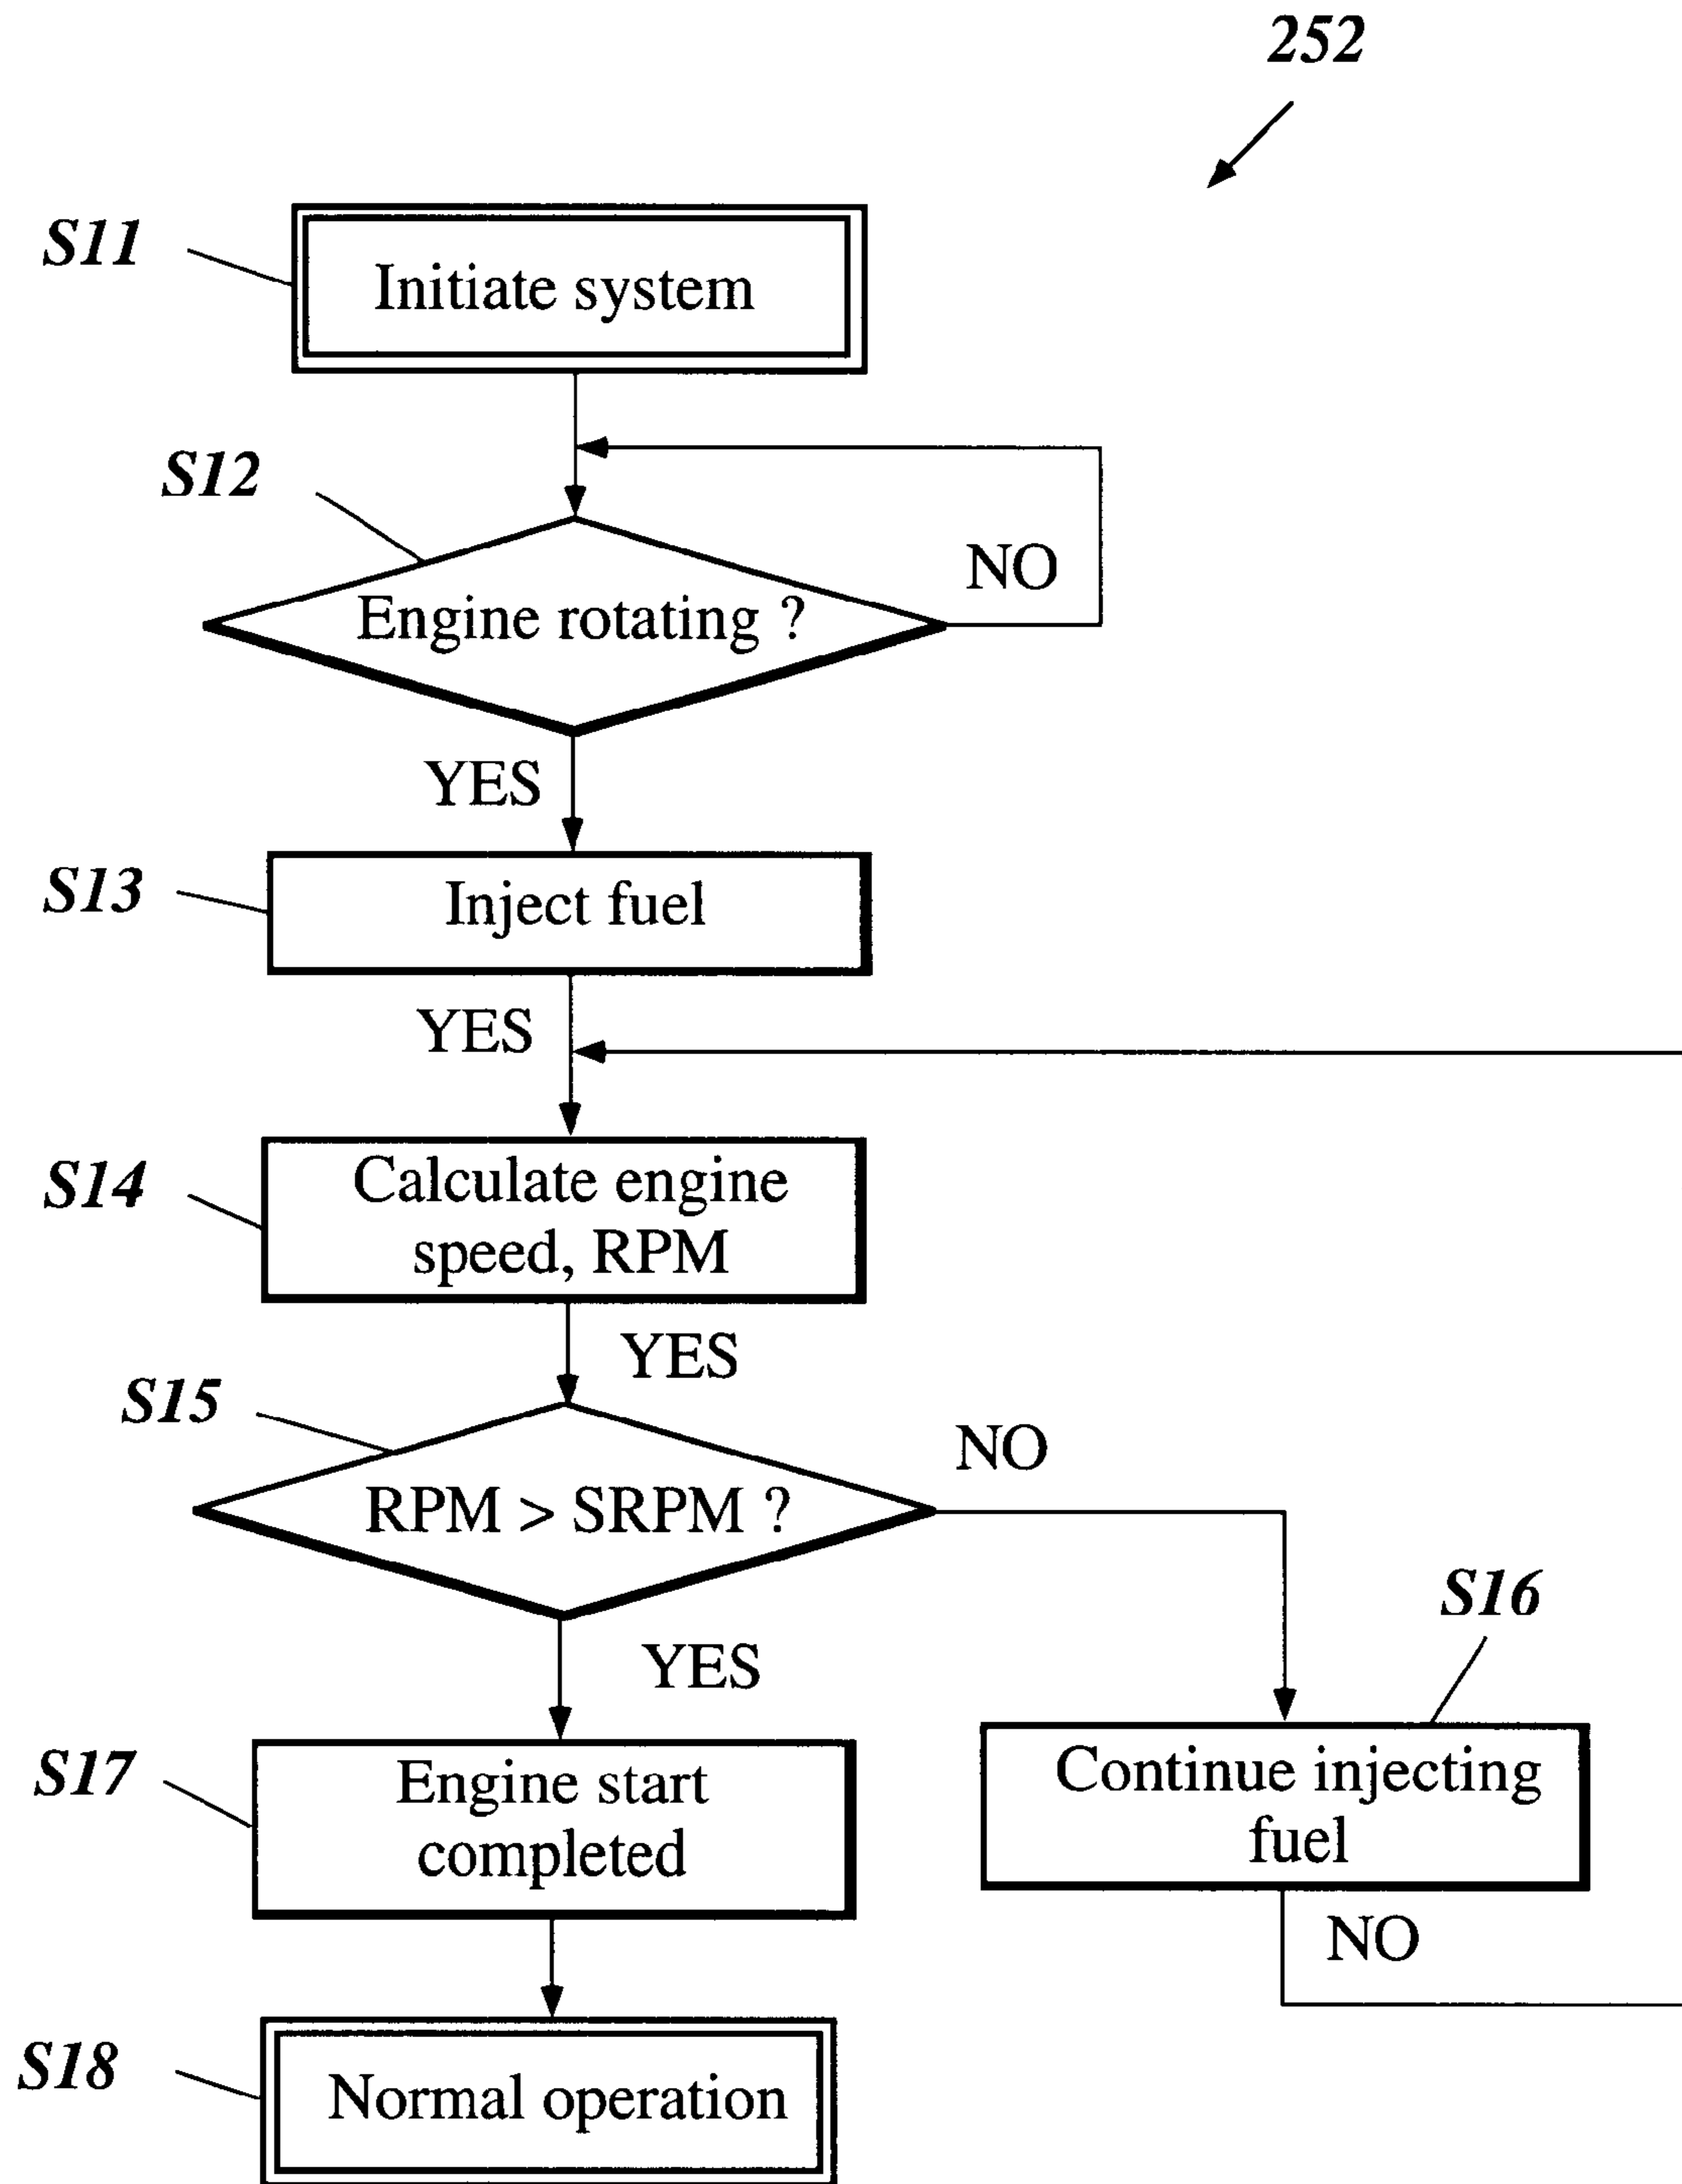 252
S11
Initiate system
S12
NO
Engine rotating ?
YES
S13
Inject fuel
YES
S14
Calculate engine
speed, RPM
YES
S15
NO
RPM > SRPM ?
S16
YES
S17
Engine start
completed
Continue injecting
fuel
NO
S18
Normal operation